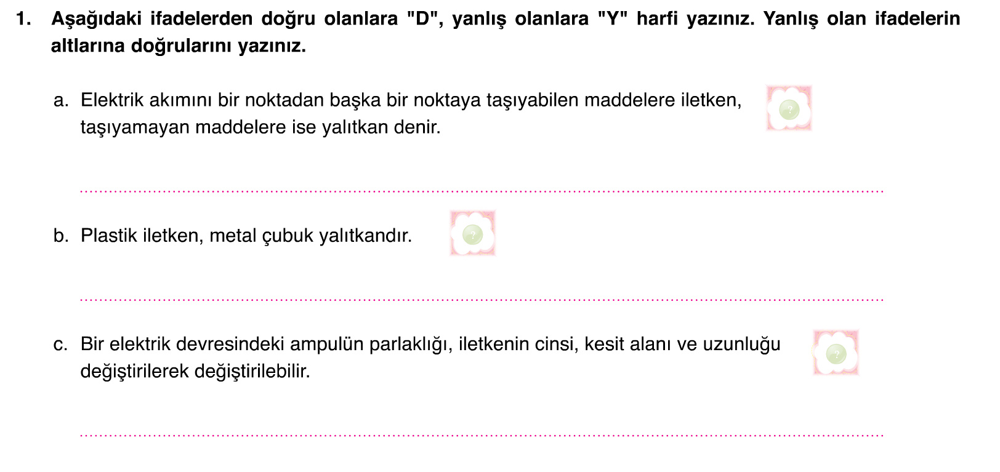 1. Aşağıdaki ifadelerden doğru olanlara "D", yanlış olanlara "Y" harfi yazınız. Yanlış olan ifadelerin
altlarına doğrularını yazınız.
a. Elektrik akımını bir noktadan başka bir noktaya taşıyabilen maddelere iletken,
?
taşıyamayan maddelere ise yalıtkan denir.
b. Plastik iletken, metal çubuk yalıtkandır.
?
c. Bir elektrik devresindeki ampulün parlaklığı, iletkenin cinsi, kesit alanı ve uzunluğu
?
değiştirilerek değiştirilebilir.